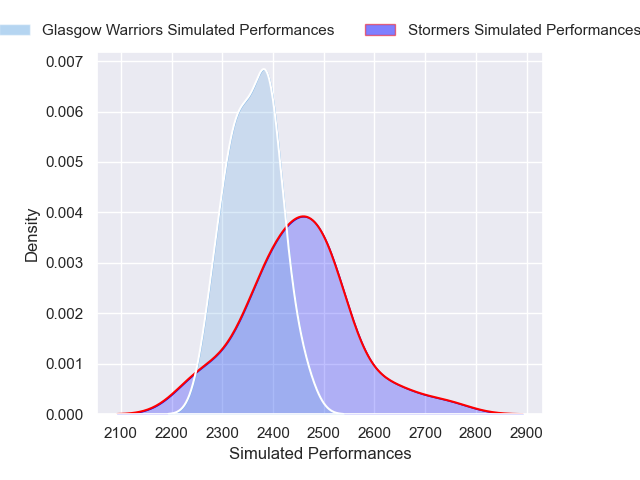 Glasgow Warriors Simulated Performances Stormers Simulated Performances
0.007
0.006
0.005
0.004
0.003
0.002
0.001
0.000
Density
2100 2200 2300 2400 2500 2600 2700 2800 2900
Simulated Performances